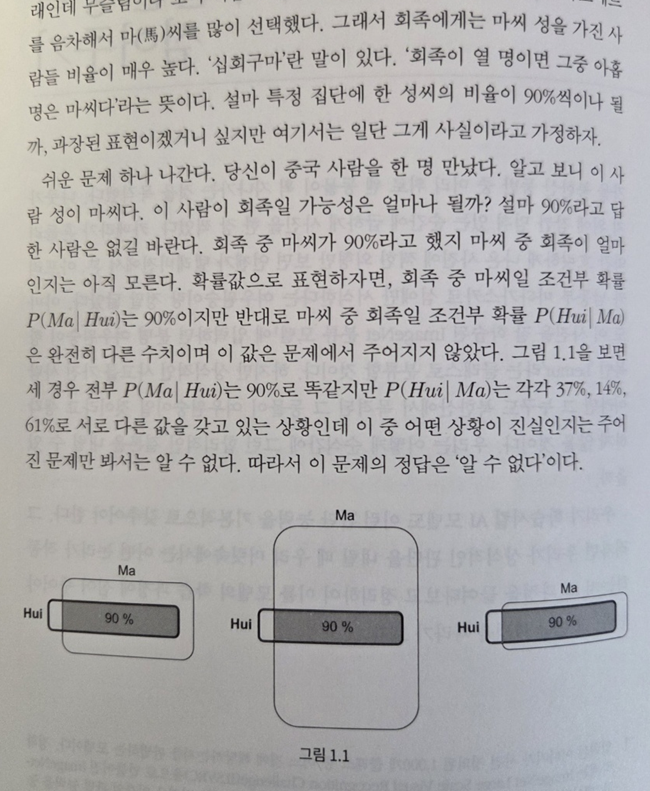 래인데 무슬림이나
를 음차해서 마(馬)씨를 많이 선택했다. 그래서 회족에게는 마씨 성을 가진 사
람들 비율이 매우 높다. ‘십회구마’란 말이 있다. ‘회족이 열 명이면 그중 아홉
명은 마씨다’라는 뜻이다. 설마 특정 집단에 한 성씨의 비율이 90%씩이나 될
까, 과장된 표현이겠거니 싶지만 여기서는 일단 그게 사실이라고 가정하자.
쉬운 문제 하나 나간다. 당신이 중국 사람을 한 명 만났다. 알고 보니 이 사
람 성이 마씨다. 이 사람이 회족일 가능성은 얼마나 될까? 설마 90%라고 답
한 사람은 없길 바란다. 회족 중 마씨가 90%라고 했지 마씨 중 회족이 얼마
인지는 아직 모른다. 확률값으로 표현하자면, 회족 중 마씨일 조건부 확률
P(Ma| Hui)는 90%이지만 반대로 마씨 중 회족일 조건부 확률 P(Hui| Ma)
은 완전히 다른 수치이며 이 값은 문제에서 주어지지 않았다. 그림 1.1을 보면
세 경우 전부 P(Ma| Hui)는 90%로 똑같지만 P(Hui| Ma)는 각각 37%, 14%,
61%로 서로 다른 값을 갖고 있는 상황인데 이 중 어떤 상황이 진실인지는 주어
진 문제만 봐서는 알 수 없다. 따라서 이 문제의 정답은 ‘알 수 없다’이다.
Ma
Hui
90 %
Ma
Hui
90 %
Ma
Hui
90 %
그림 1.1